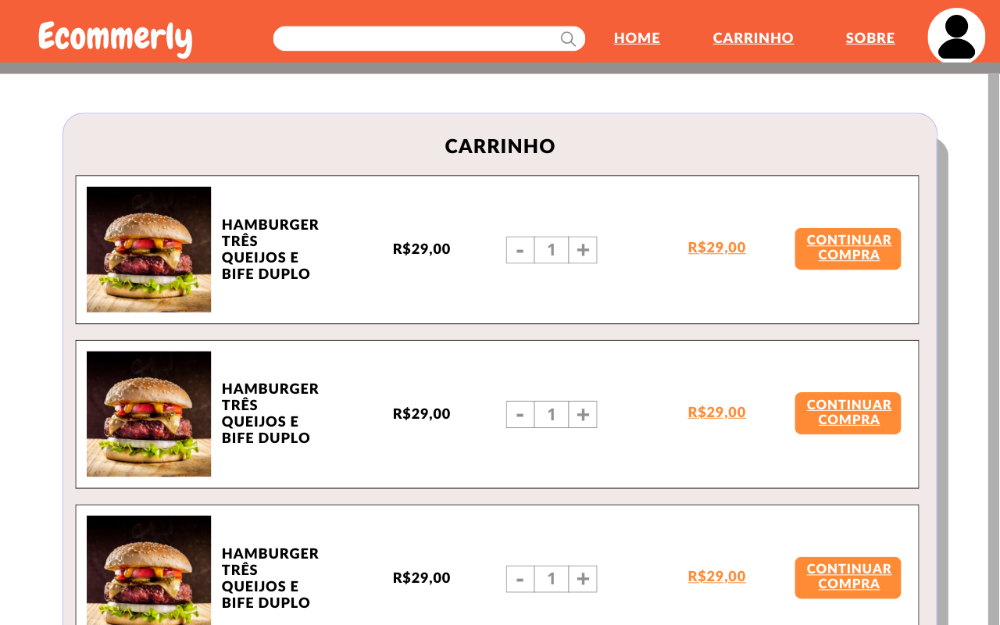 Ecommerly
HOME
CARRINHO
SOBRE
CARRINHO
HAMBURGER
TRÊS
QUEIJOS E
BIFE DUPLO
R$29,00
- 1 +
R$29,00
CONTINUAR
COMPRA
HAMBURGER
TRÊS
QUEIJOS E
BIFE DUPLO
R$29,00
- 1 +
R$29,00
CONTINUAR
COMPRA
HAMBURGER
TRÊS
QUEIJOS E
BIFE DUPLO
R$29,00
- 1 +
R$29,00
CONTINUAR
COMPRA